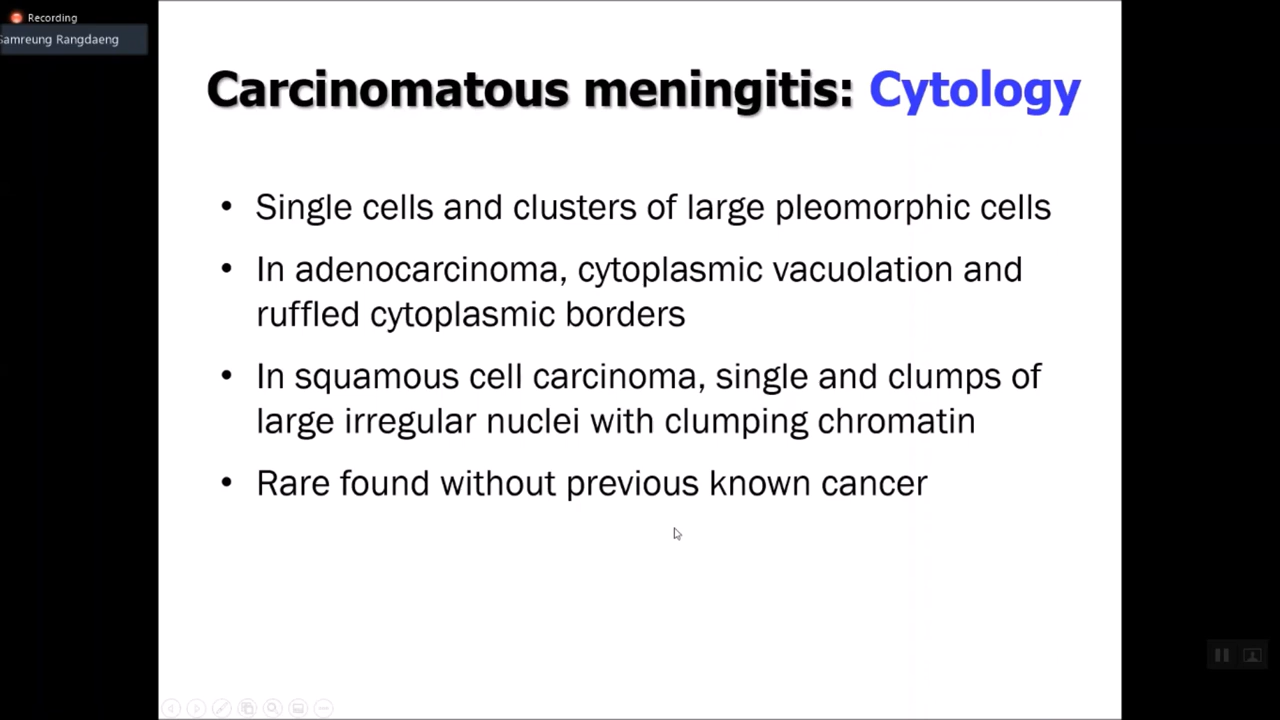 Recording
Samreung Rangdaeng
Carcinomatous meningitis: Cytology
• Single cells and clusters of large pleomorphic cells
• In adenocarcinoma, cytoplasmic vacuolation and
ruffled cytoplasmic borders
• In squamous cell carcinoma, single and clumps of
large irregular nuclei with clumping chromatin
• Rare found without previous known cancer